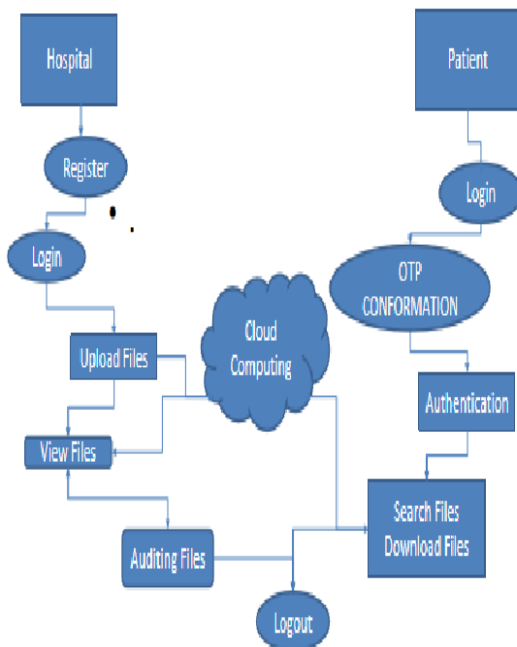 Hospital
Patient
Register
Login
Login
OTP
CONFORMATION
Cloud
Computing
Upload Files
Authentication
View Files
Search Files
Download Files
Auditing Files
Logout